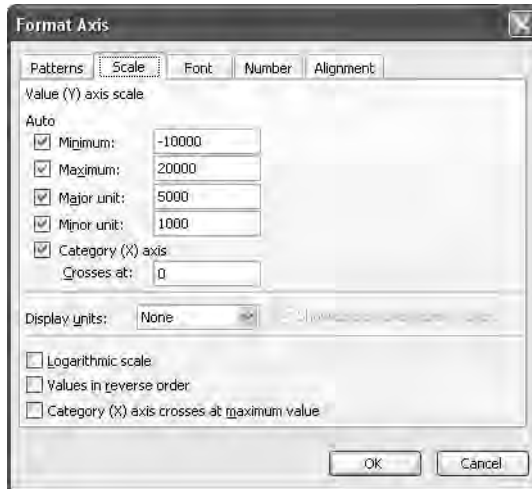 Format Axis
Patterns Scale Font Number Alignment
Value (Y) axis scale
Auto
Minimum: -10000
Maximum: 20000
Major unit: 5000
Minor unit: 1000
Category (X) axis
Crosses at: 0
Display units: None
Logarithmic scale
Values in reverse order
Category (X) axis crosses at maximum value
OK Cancel